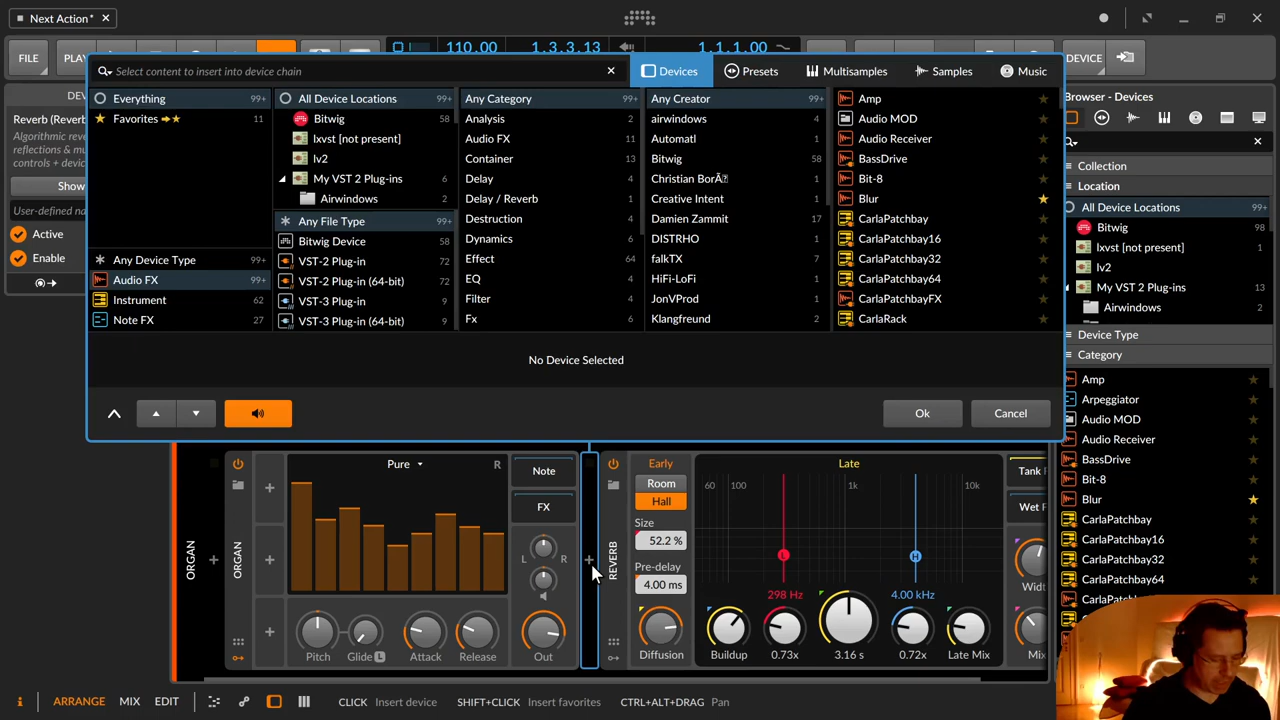 Next Action*
FILE
PLAY
110.00
1.3.3.13
1.1.1.00
DEVICE
Select content to insert into device chain
Devices
Presets
Multisamples
Samples
Music
Everything 99+
Favorites 11
Any Device Type 99+
Audio FX 99+
Instrument 62
Note FX 27
All Device Locations 99+
Bitwig 58
lxvst [not present]
lv2
My VST 2 Plug-ins 6
Airwindows 2
Any File Type 99+
Bitwig Device 58
VST-2 Plug-in 72
VST-2 Plug-in (64-bit) 72
VST-3 Plug-in 9
VST-3 Plug-in (64-bit) 9
Any Category 99+
Analysis 2
Audio FX 11
Container 13
Delay 4
Delay / Reverb 9
Destruction 4
Dynamics 4
Effect 64
EQ 4
Filter 4
Fx 6
Any Creator 99+
airwindows 4
Automatl 1
Bitwig 58
Creative Intent 1
Damien Zammit 17
DISTRHO 1
falkTX 7
HiFi-LoFi 1
JonVProd 1
Klangfreund 2
Amp
Audio MOD
Audio Receiver
BassDrive
Bit-8
Blur
CarlaPatchbay
CarlaPatchbay16
CarlaPatchbay32
CarlaPatchbay64
CarlaPatchbayFX
CarlaRack
No Device Selected
Ok
Cancel
Reverb (Reverb
Algorithmic
reflections & mu
controls + devic
Show
User-defined na
Active
Enable
Browser - Devices
Collection
Location
All Device Locations 99+
Bitwig 98
lxvst [not present] 1
lv2
My VST 2 Plug-ins 13
Airwindows 2
Device Type
Category
Amp
Arpeggiator
Audio MOD
Audio Receiver
BassDrive
Bit-8
Blur
CarlaPatchbay
CarlaPatchbay16
CarlaPatchbay32
CarlaPatchbay64
ORGAN
ORGAN
Pure
R
Note
FX
L
R
Pitch
Glide
L
Attack
Release
Out
REVERB
Early
Room
Hall
Size
52.2 %
Pre-delay
4.00 ms
Diffusion
Late
60
100
1k
10k
L
H
298 Hz
4.00 kHz
Buildup
0.73x
3.16 s
0.72x
Late Mix
Tank
Wet F
Width
Mix
ARRANGE
MIX
EDIT
CLICK Insert device
SHIFT+CLICK Insert favorites
CTRL+ALT+DRAG Pan